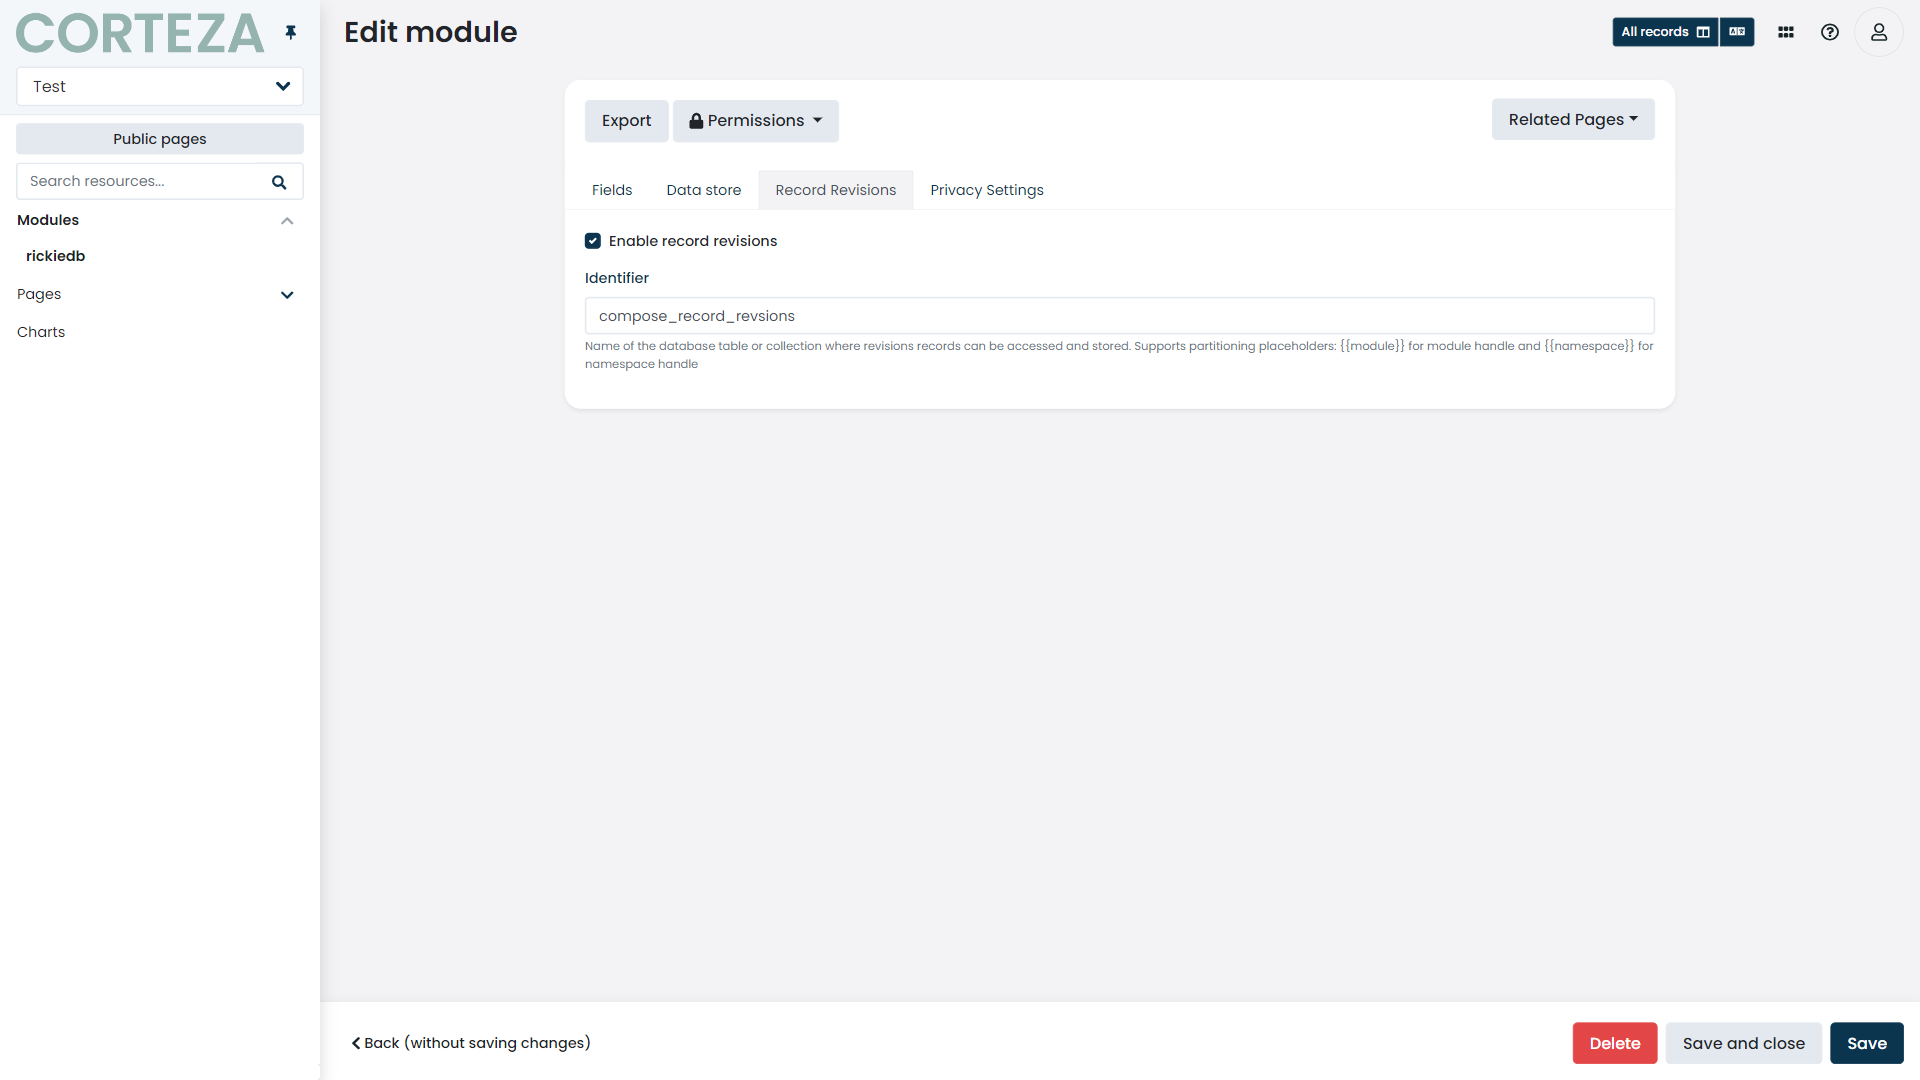 CORTEZA
Test
Public pages
Search resources...
Modules
rickiedb
Pages
Charts
Edit module
All records
Export
Permissions
Related Pages
Fields
Data store
Record Revisions
Privacy Settings
Enable record revisions
Identifier
compose_record_revsions
Name of the database table or collection where revisions records can be accessed and stored. Supports partitioning placeholders: {{module}} for module handle and {{namespace}} for
namespace handle
Back (without saving changes)
Delete
Save and close
Save